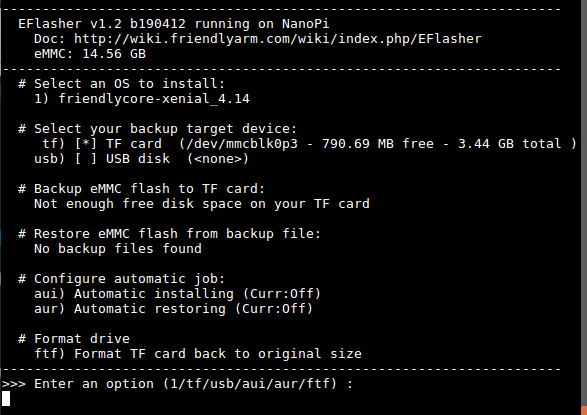 ----------------------------------------------------------------------
EFlasher v1.2 b190412 running on NanoPi
Doc: http://wiki.friendlyarm.com/wiki/index.php/EFlasher
eMMC: 14.56 GB
----------------------------------------------------------------------
# Select an OS to install:
1) friendlycore-xenial_4.14
# Select your backup target device:
tf) [*] TF card  (/dev/mmcblk0p3 - 790.69 MB free - 3.44 GB total )
usb) [ ] USB disk  (<none>)
# Backup eMMC flash to TF card:
Not enough free disk space on your TF card
# Restore eMMC flash from backup file:
No backup files found
# Configure automatic job:
aui) Automatic installing (Curr:Off)
aur) Automatic restoring (Curr:Off)
# Format drive
ftf) Format TF card back to original size
----------------------------------------------------------------------
>>> Enter an option (1/tf/usb/aui/aur/ftf) :